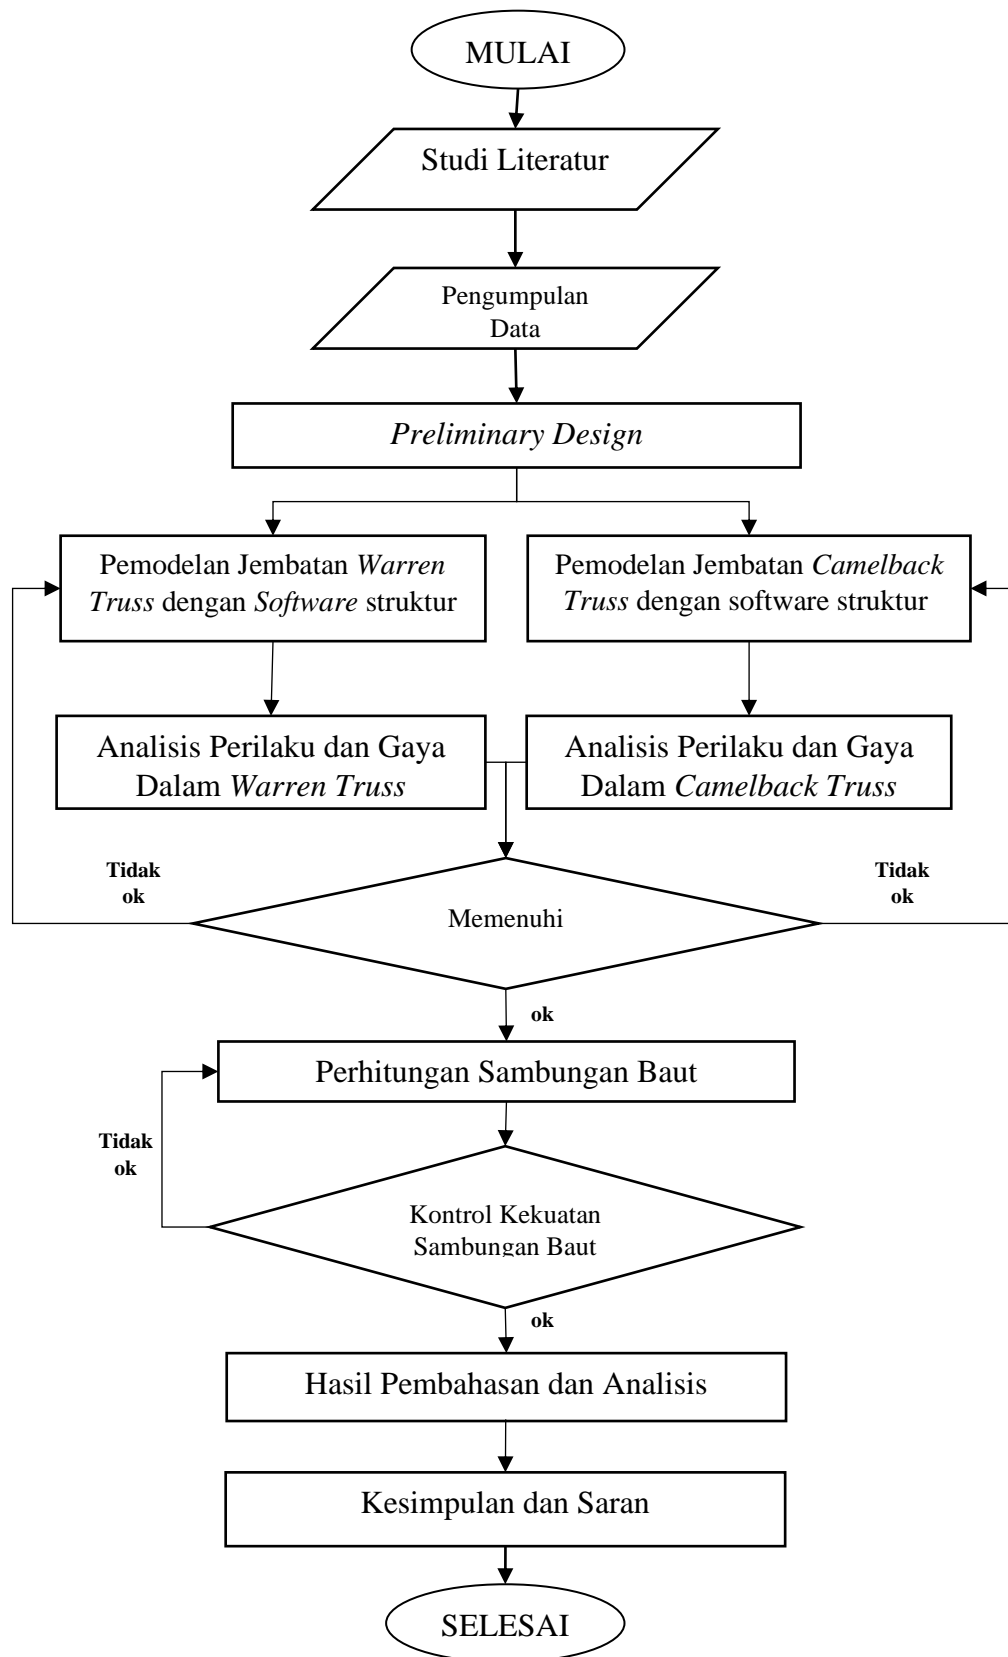 MULAI
Studi Literatur
Pengumpulan
Data
Preliminary Design
Pemodelan Jembatan Warren
Truss dengan Software struktur
Pemodelan Jembatan Camelback
Truss dengan software struktur
Analisis Perilaku dan Gaya
Dalam Warren Truss
Analisis Perilaku dan Gaya
Dalam Camelback Truss
Tidak
ok
Memenuhi
Tidak
ok
ok
Perhitungan Sambungan Baut
Tidak
ok
Kontrol Kekuatan
Sambungan Baut
ok
Hasil Pembahasan dan Analisis
Kesimpulan dan Saran
SELESAI